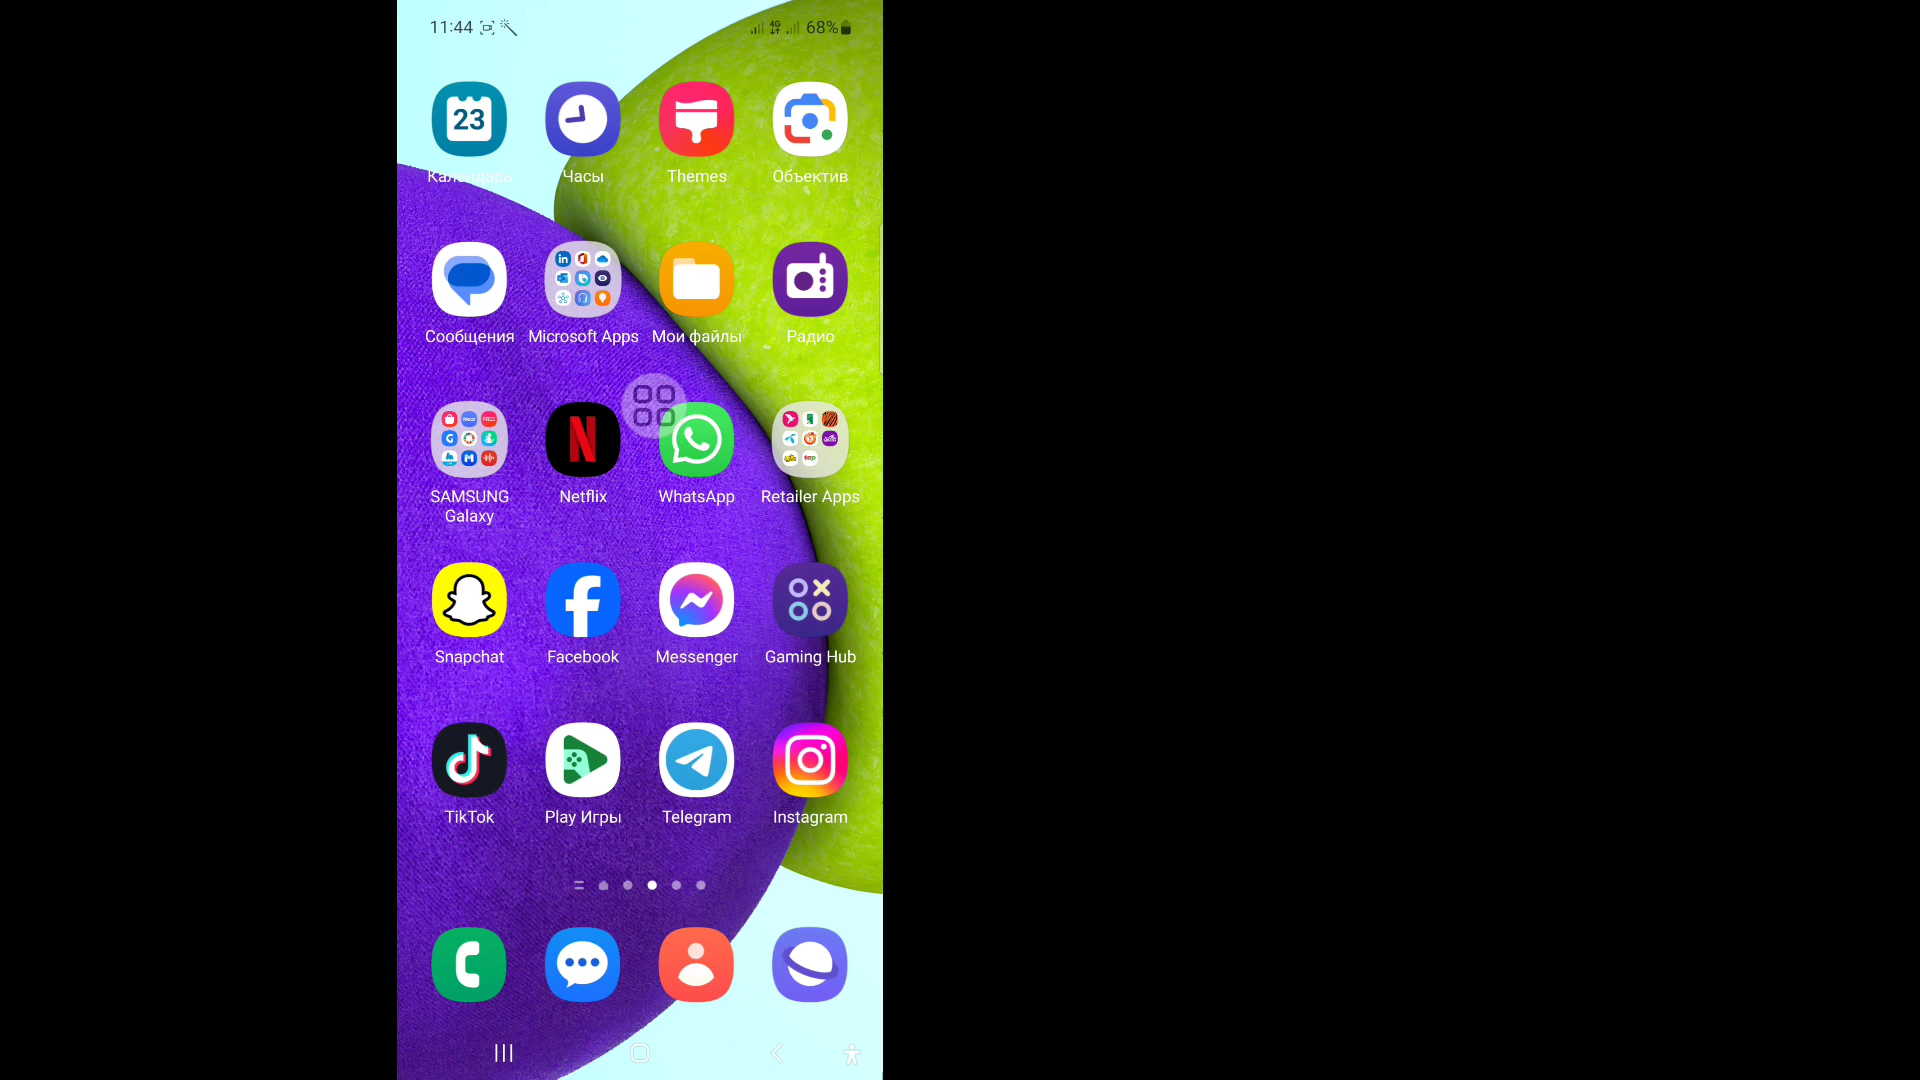 11:44
4G
68%
23
Календарь
Часы
Themes
Объектив
Сообщения
Microsoft Apps
Мои файлы
Радио
SAMSUNG
Galaxy
Netflix
WhatsApp
Retailer Apps
Snapchat
Facebook
Messenger
Gaming Hub
TikTok
Play Игры
Telegram
Instagram